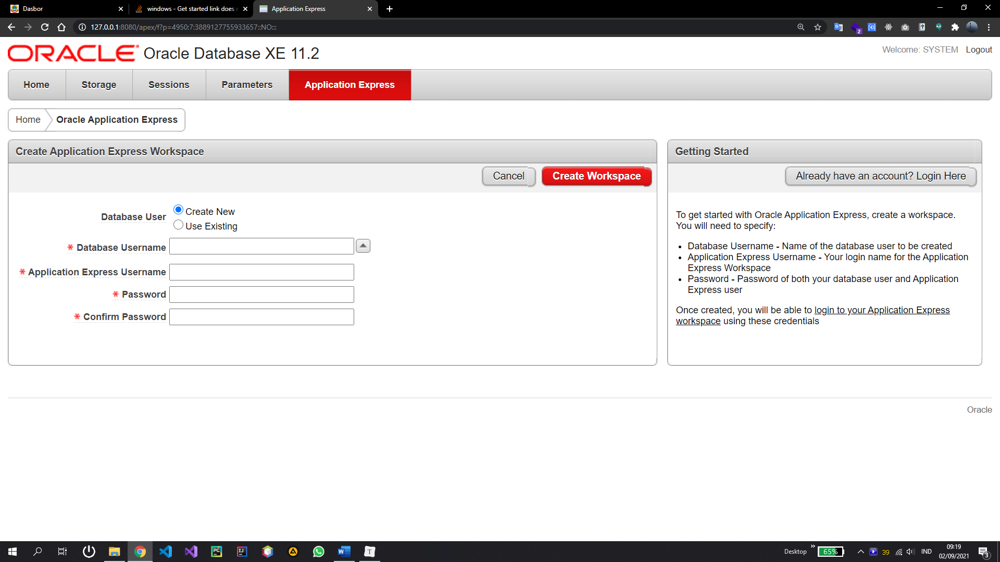 Dasbor
windows - Get started link does
Application Express
127.0.0.1:8080/apex/f?p=4950:7:3889127755933657::NO:::
2
ORACLE Oracle Database XE 11.2
Welcome: SYSTEM Logout
Home Storage Sessions Parameters Application Express
Home Oracle Application Express
Create Application Express Workspace
Cancel Create Workspace
Database User
Create New
Use Existing
* Database Username
* Application Express Username
* Password
* Confirm Password
Getting Started
Already have an account? Login Here
To get started with Oracle Application Express, create a workspace.
You will need to specify:
• Database Username - Name of the database user to be created
• Application Express Username - Your login name for the Application
Express Workspace
• Password - Password of both your database user and Application
Express user
Once created, you will be able to login to your Application Express
workspace using these credentials
Oracle
PC
IJ
W
T
Desktop
65%
39
IND
09:19
02/09/2021
3